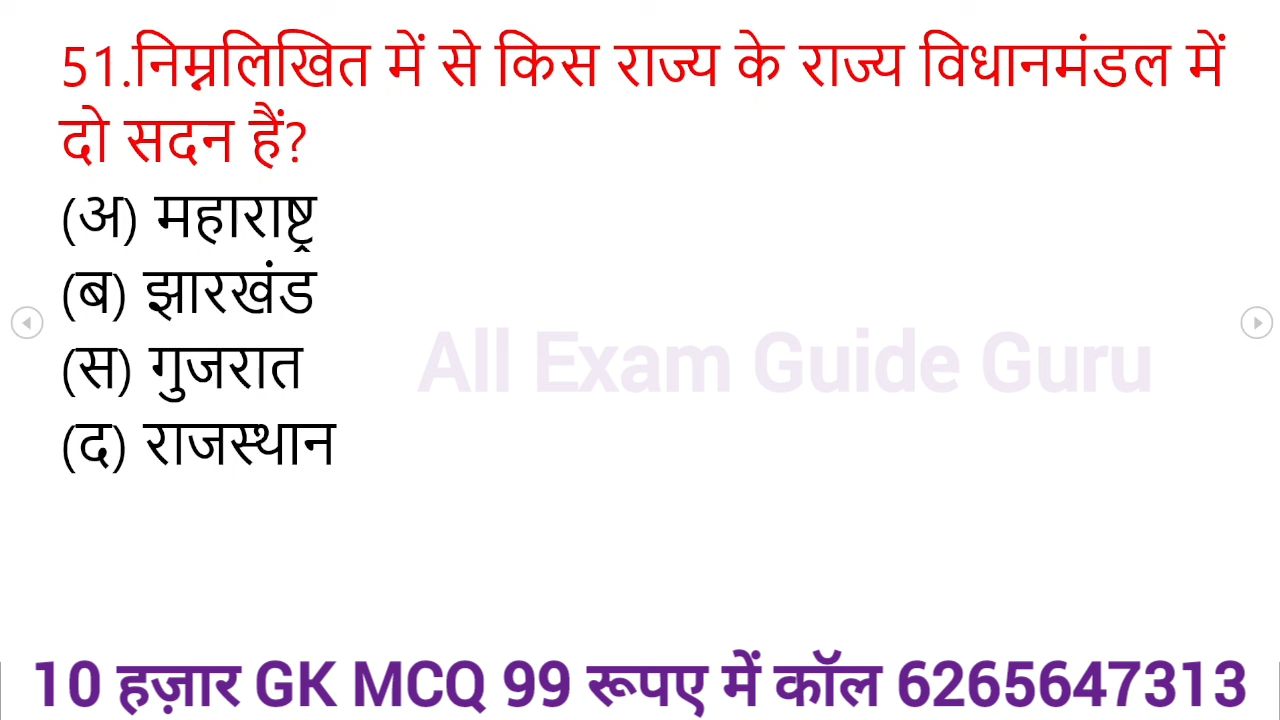 51.निम्नलिखित में से किस राज्य के राज्य विधानमंडल में
दो सदन हैं?
(अ) महाराष्ट्र
(ब) झारखंड
(स) गुजरात
All Exam Guide Guru
(द) राजस्थान
10 हज़ार GK MCQ 99 रूपए में कॉल 6265647313